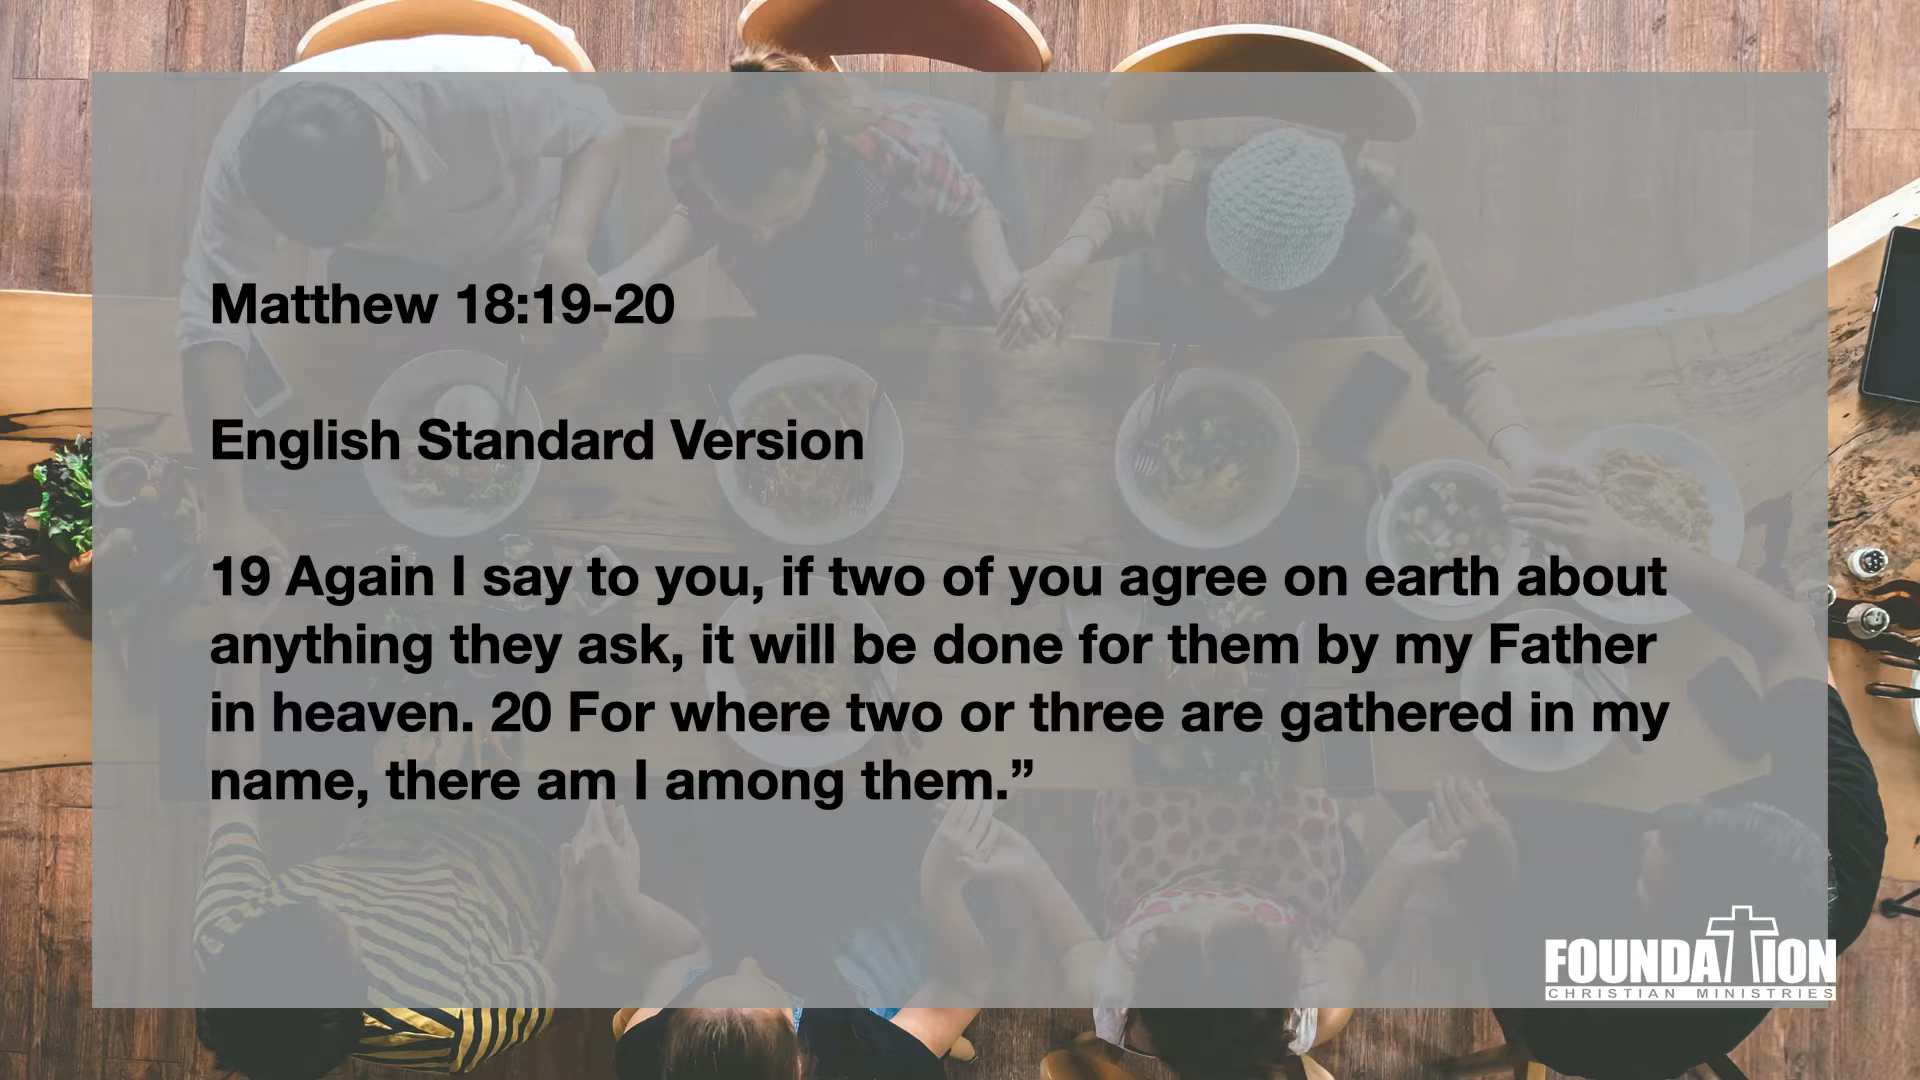 Matthew 18:19-20
English Standard Version
19 Again I say to you, if two of you agree on earth about
anything they ask, it will be done for them by my Father
in heaven. 20 For where two or three are gathered in my
name, there am I among them.”
FOUNDATION
CHRISTIAN MINISTRIES